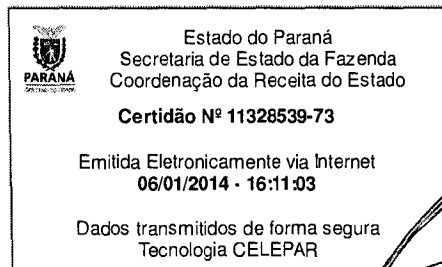 Estado do Paraná
Secretaria de Estado da Fazenda
Coordenação da Receita do Estado
PARANÁ
Certidão Nº 11328539-73
Emitida Eletronicamente via Internet
06/01/2014 - 16:11:03
Dados transmitidos de forma segura
Tecnologia CELEPAR